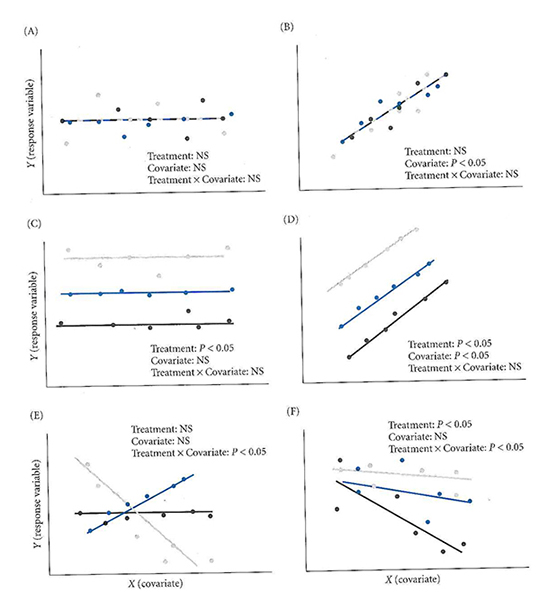 (A)
Y (response variable)
Treatment: NS
Covariate: NS
Treatment × Covariate: NS
(B)
Treatment: NS
Covariate: P < 0.05
Treatment × Covariate: NS
(C)
Y (response variable)
Treatment: P < 0.05
Covariate: NS
Treatment × Covariate: NS
(D)
Treatment: P < 0.05
Covariate: P < 0.05
Treatment × Covariate: NS
(E)
Y (response variable)
Treatment: NS
Covariate: NS
Treatment × Covariate: P < 0.05
X (covariate)
(F)
Treatment: P < 0.05
Covariate: NS
Treatment × Covariate: P < 0.05
X (covariate)